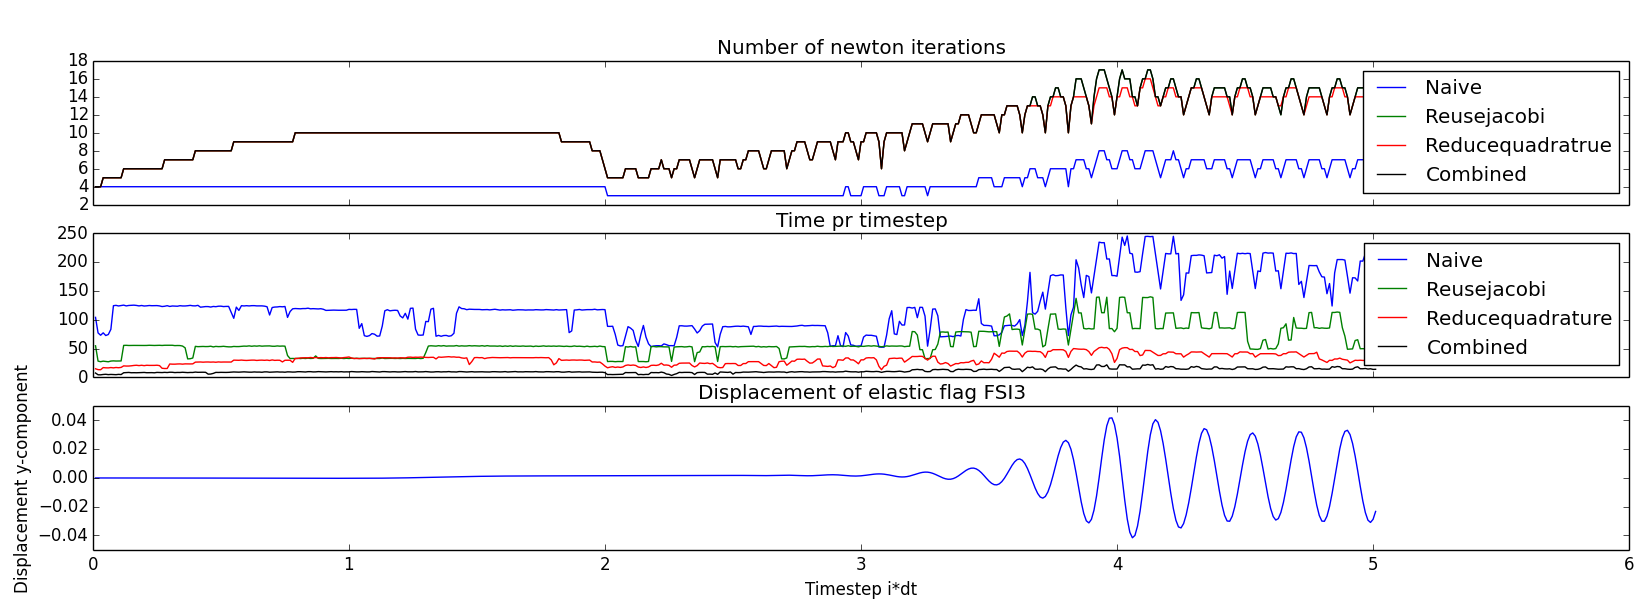 Number of newton iterations
18
16
14
12
10
8
6
4
2
Naive
Reusejacobi
Reducequadratrue
Combined
Time pr timestep
250
200
150
100
50
0
Naive
Reusejacobi
Reducequadrature
Combined
Displacement of elastic flag FSI3
Displacement y-component
0.04
0.02
0.00
−0.02
−0.04
0 1 2 3 4 5 6
Timestep i*dt